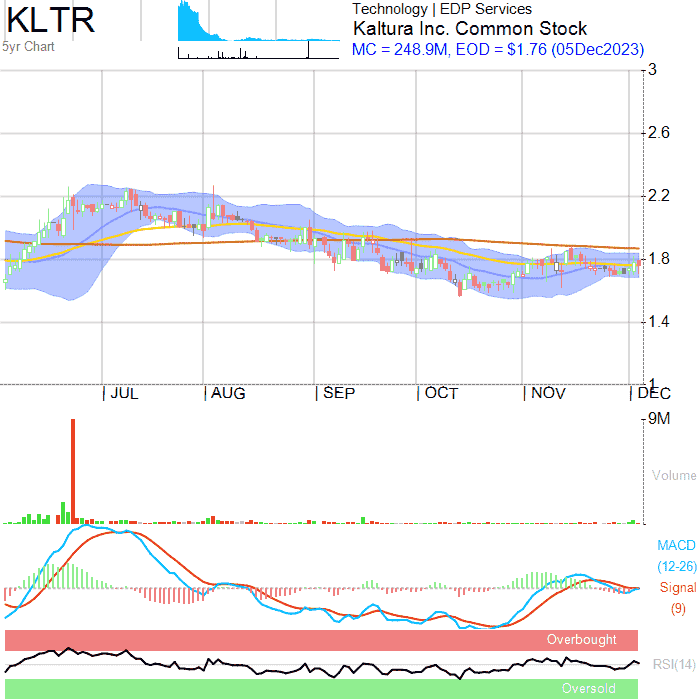 KLTR
5yr Chart
Technology | EDP Services
Kaltura Inc. Common Stock
MC = 248.9M, EOD = $1.76 (05Dec2023)
3
2.6
2.2
1.8
1.4
1
JUL AUG SEP OCT NOV DEC
9M
Volume
MACD
(12-26)
Signal
(9)
Overbought
RSI(14)
Oversold